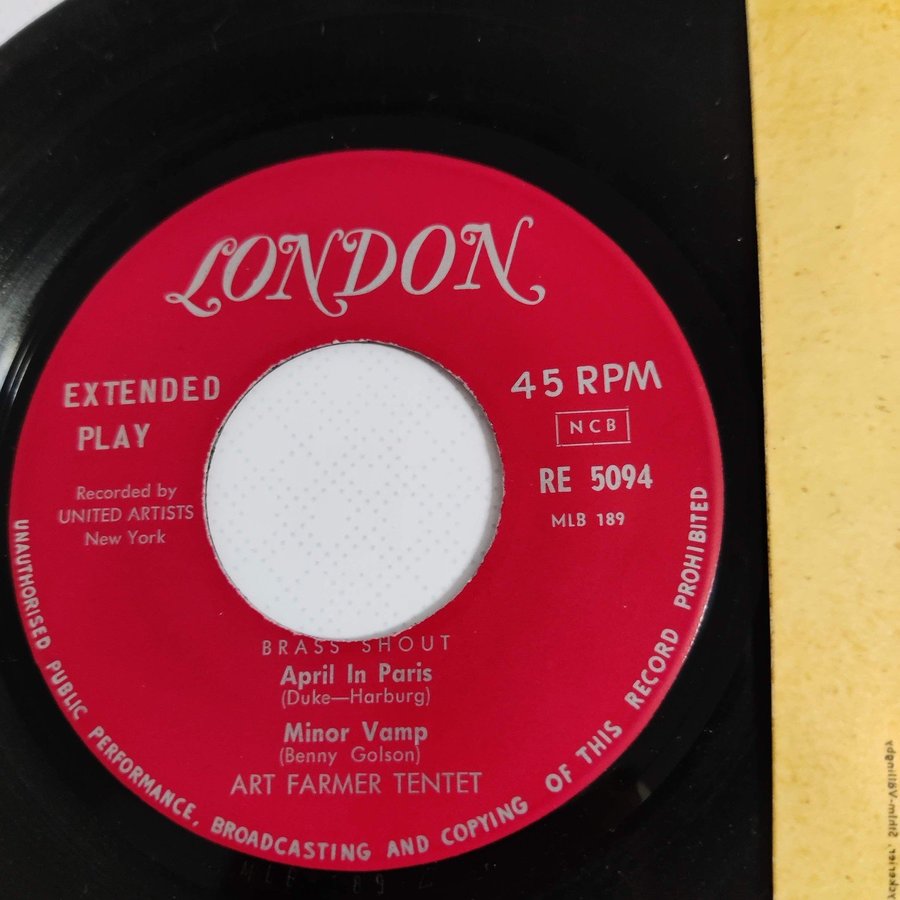 LONDON
EXTENDED
PLAY
45 RPM
NCB
RE 5094
MLB 189
Recorded by
UNITED ARTISTS
New York
BRASS SHOUT
April In Paris
(Duke—Harburg)
Minor Vamp
(Benny Golson)
ART FARMER TENTET
UNAUTHORISED PUBLIC PERFORMANCE, BROADCASTING AND COPYING OF THIS RECORD PROHIBITED